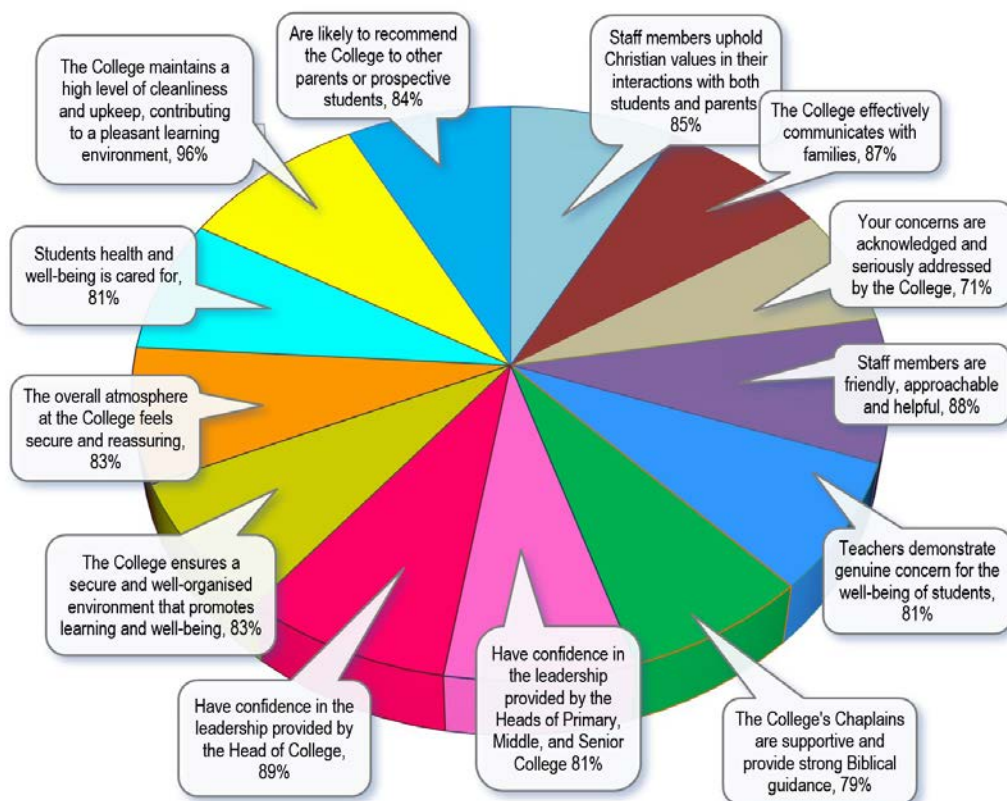 Are likely to recommend
the College to other
parents or prospective
students, 84%
Staff members uphold
Christian values in their
interactions with both
students and parents
85%
The College effectively
communicates with
families, 87%
Your concerns are
acknowledged and
seriously addressed
by the College, 71%
Staff members are
friendly, approachable
and helpful, 88%
Teachers demonstrate
genuine concern for the
well-being of students,
81%
The College's Chaplains
are supportive and
provide strong Biblical
guidance, 79%
Have confidence in
the leadership
provided by the
Heads of Primary,
Middle, and Senior
College 81%
Have confidence in the
leadership provided by
the Head of College,
89%
The College ensures a
secure and well-organised
environment that promotes
learning and well-being, 83%
The overall atmosphere
at the College feels
secure and reassuring,
83%
Students health and
well-being is cared for,
81%
The College maintains a
high level of cleanliness
and upkeep, contributing
to a pleasant learning
environment, 96%